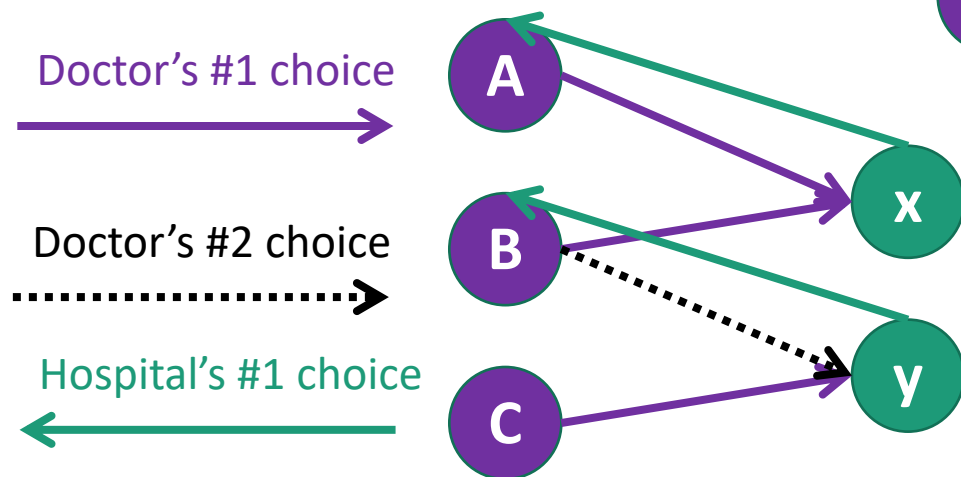 Doctor's #1 choice
A
x
Doctor's #2 choice
B
Hospital's #1 choice
y
C